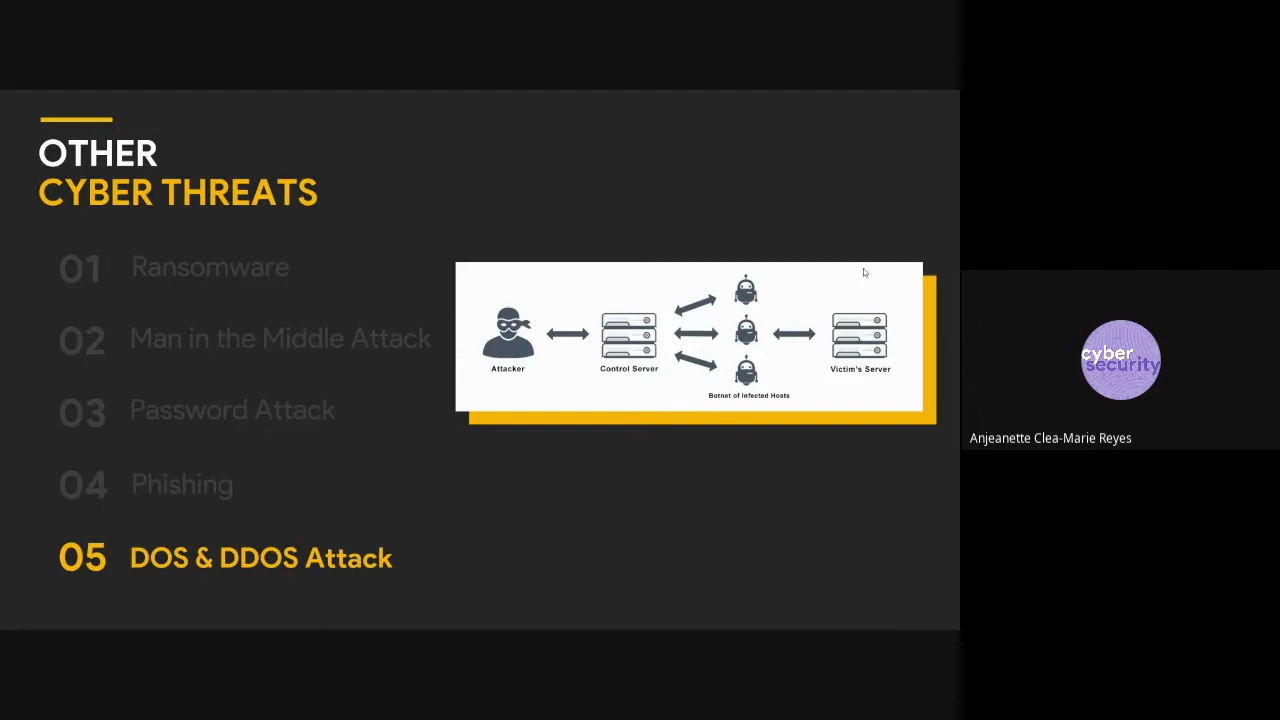 OTHER
CYBER THREATS
01 Ransomware
02 Man in the Middle Attack
03 Password Attack
04 Phishing
05 DOS & DDOS Attack
Attacker
Control Server
Botnet of Infected Hosts
Victim's Server
cyber
security
Anjeanette Clea-Marie Reyes